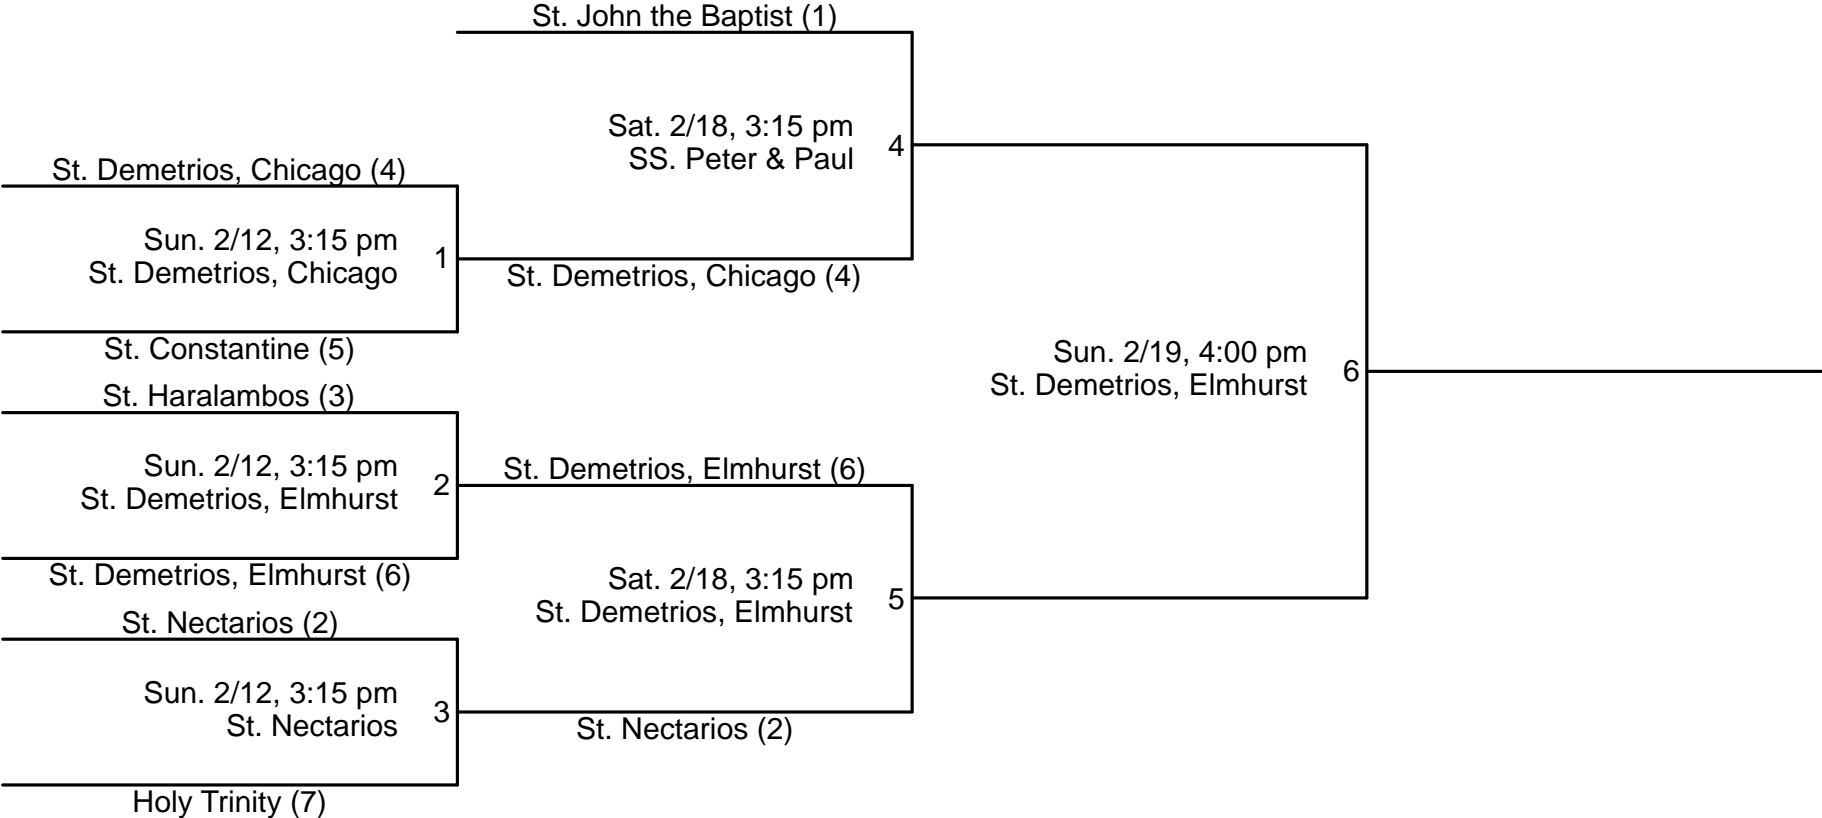 St. John the Baptist (1)
Sat. 2/18, 3:15 pm
SS. Peter & Paul
4
St. Demetrios, Chicago (4)
Sun. 2/12, 3:15 pm
St. Demetrios, Chicago
1
St. Demetrios, Chicago (4)
St. Constantine (5)
Sun. 2/19, 4:00 pm
St. Demetrios, Elmhurst
6
St. Haralambos (3)
Sun. 2/12, 3:15 pm
St. Demetrios, Elmhurst
2
St. Demetrios, Elmhurst (6)
St. Demetrios, Elmhurst (6)
Sat. 2/18, 3:15 pm
St. Demetrios, Elmhurst
5
St. Nectarios (2)
Sun. 2/12, 3:15 pm
St. Nectarios
3
St. Nectarios (2)
Holy Trinity (7)